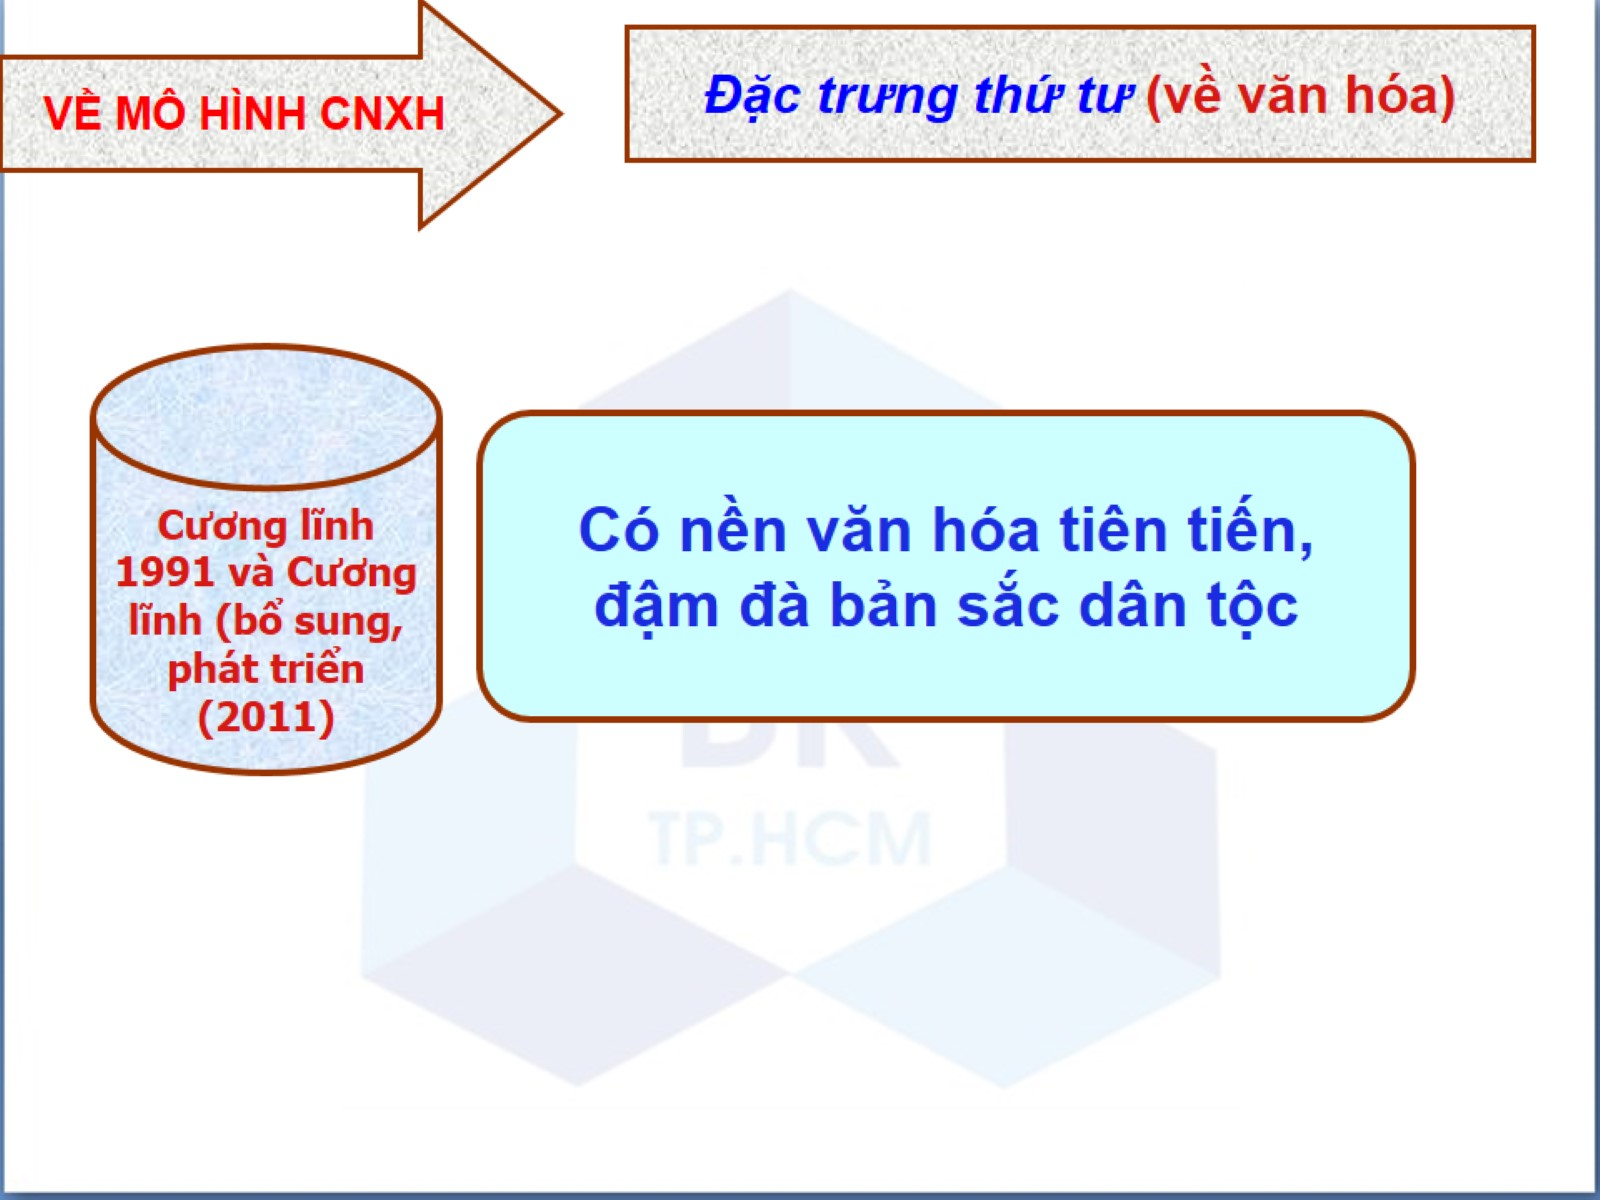 VỀ MÔ HÌNH CNXH
Đặc trưng thứ tư (về văn hóa)
Cương lĩnh
1991 và Cương
lĩnh (bổ sung,
phát triển
(2011)
Có nền văn hóa tiên tiến,
đậm đà bản sắc dân tộc
BK
TP.HCM